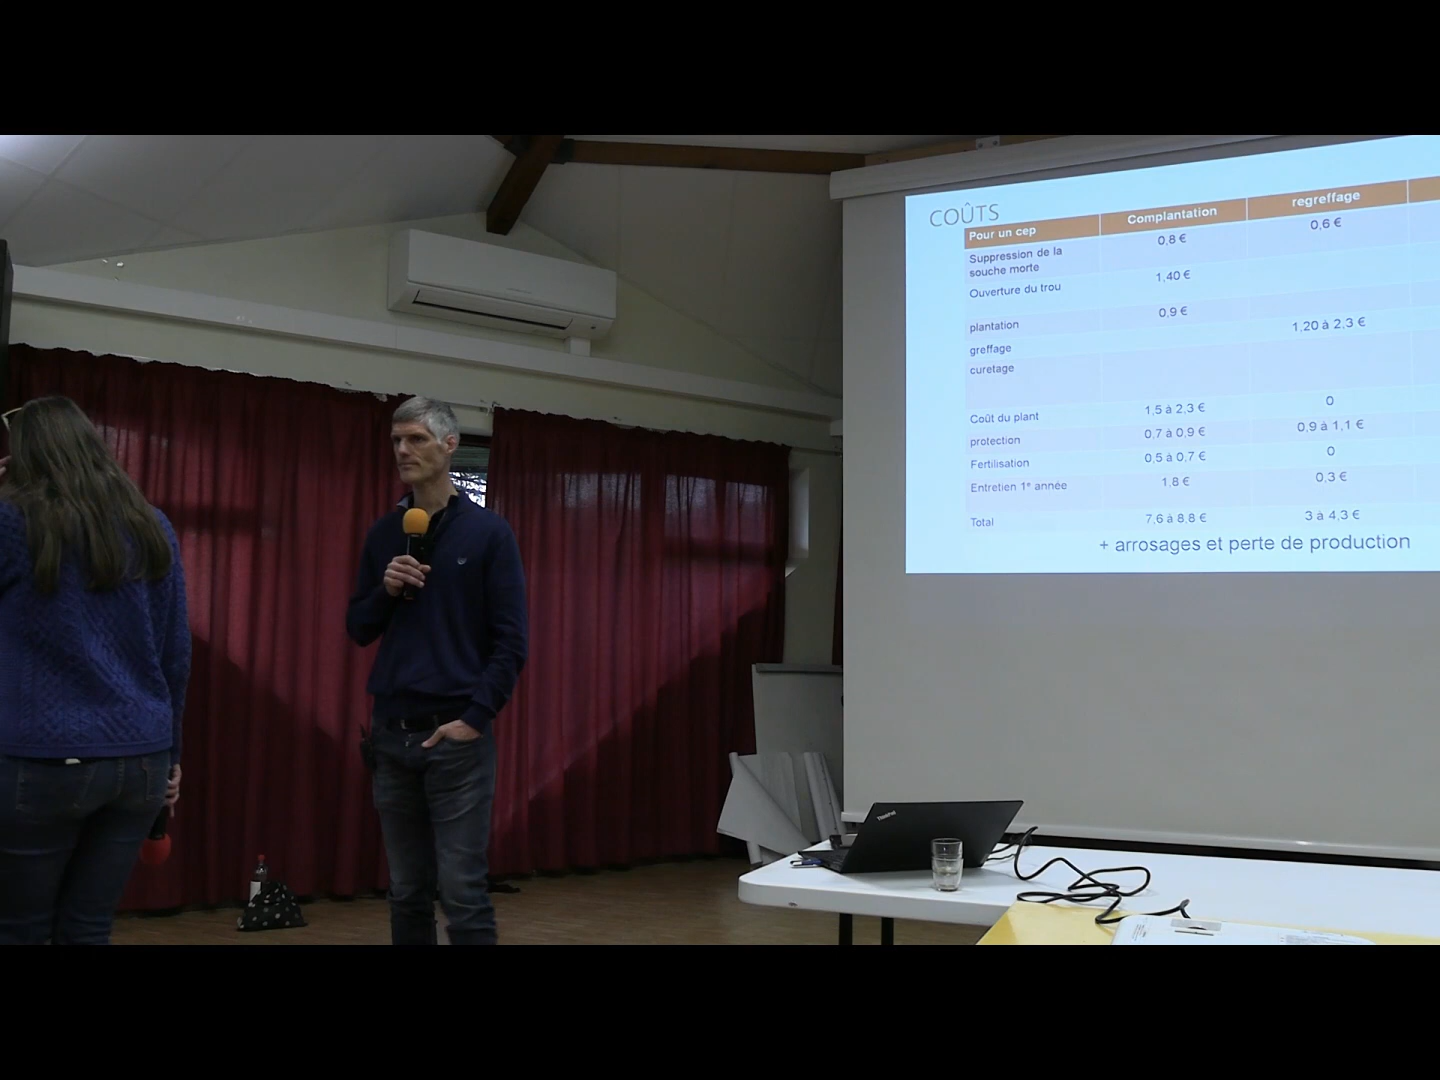 COÛTS
Pour un cep Complantation regreffage
Suppression de la souche morte 0,8 € 0,6 €
Ouverture du trou 1,40 €
plantation 0,9 €
greffage 1,20 à 2,3 €
curetage
Coût du plant 1,5 à 2,3 € 0
protection 0,7 à 0,9 € 0,9 à 1,1 €
Fertilisation 0,5 à 0,7 € 0
Entretien 1e année 1,8 € 0,3 €
Total 7,6 à 8,8 € 3 à 4,3 €
+ arrosages et perte de production
ThinkPad